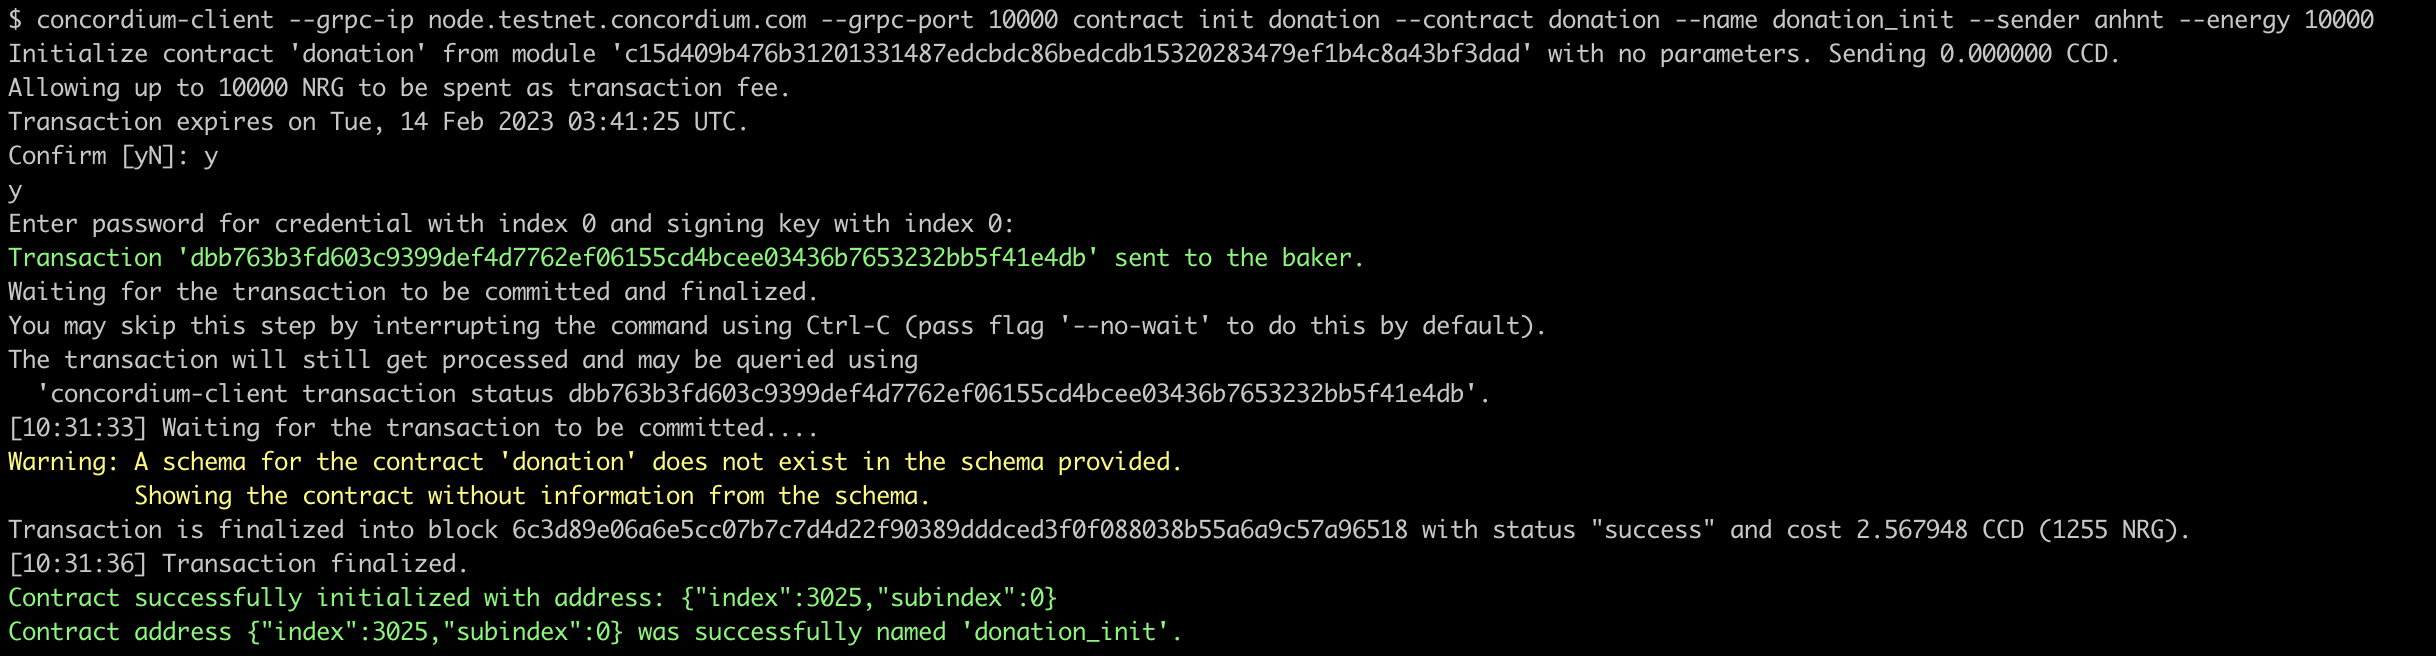 $ concordium-client --grpc-ip node.testnet.concordium.com --grpc-port 10000 contract init donation --contract donation --name donation_init --sender anhnt --energy 10000
Initialize contract 'donation' from module 'c15d409b476b31201331487edcbdc86bedcdb15320283479ef1b4c8a43bf3dad' with no parameters. Sending 0.000000 CCD.
Allowing up to 10000 NRG to be spent as transaction fee.
Transaction expires on Tue, 14 Feb 2023 03:41:25 UTC.
Confirm [yN]: y
y
Enter password for credential with index 0 and signing key with index 0:
Transaction 'dbb763b3fd603c9399def4d7762ef06155cd4bcee03436b7653232bb5f41e4db' sent to the baker.
Waiting for the transaction to be committed and finalized.
You may skip this step by interrupting the command using Ctrl-C (pass flag '--no-wait' to do this by default).
The transaction will still get processed and may be queried using
  'concordium-client transaction status dbb763b3fd603c9399def4d7762ef06155cd4bcee03436b7653232bb5f41e4db'.
[10:31:33] Waiting for the transaction to be committed....
Warning: A schema for the contract 'donation' does not exist in the schema provided.
         Showing the contract without information from the schema.
Transaction is finalized into block 6c3d89e06a6e5cc07b7c7d4d22f90389dddced3f0f088038b55a6a9c57a96518 with status "success" and cost 2.567948 CCD (1255 NRG).
[10:31:36] Transaction finalized.
Contract successfully initialized with address: {"index":3025,"subindex":0}
Contract address {"index":3025,"subindex":0} was successfully named 'donation_init'.